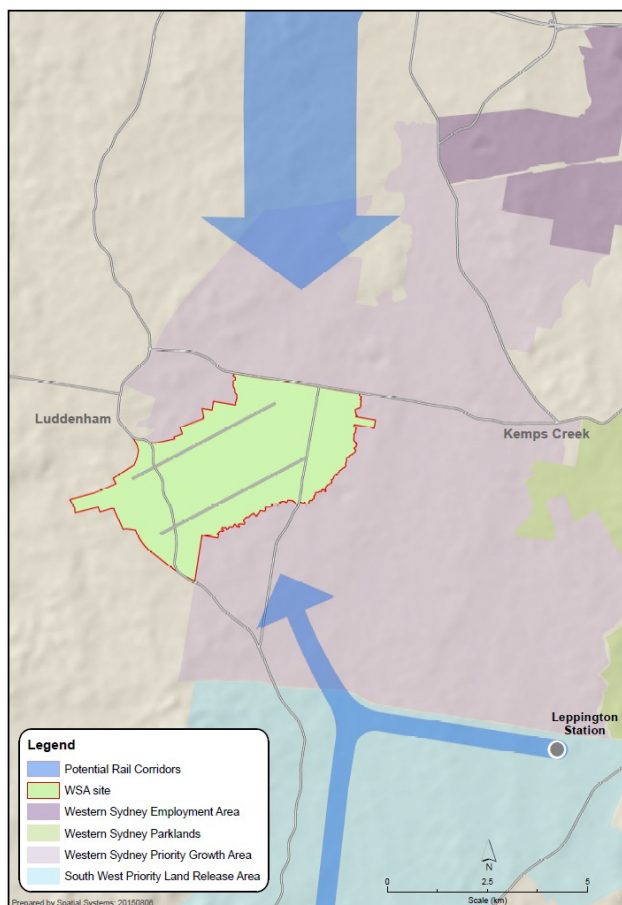 Luddenham
Kemps Creek
Leppington
Station
Legend
Potential Rail Corridors
WSA site
Western Sydney Employment Area
Western Sydney Parklands
Western Sydney Priority Growth Area
South West Priority Land Release Area
N
0 2.5 5
Scale (km)
Prepared by Spatial Systems: 20150806